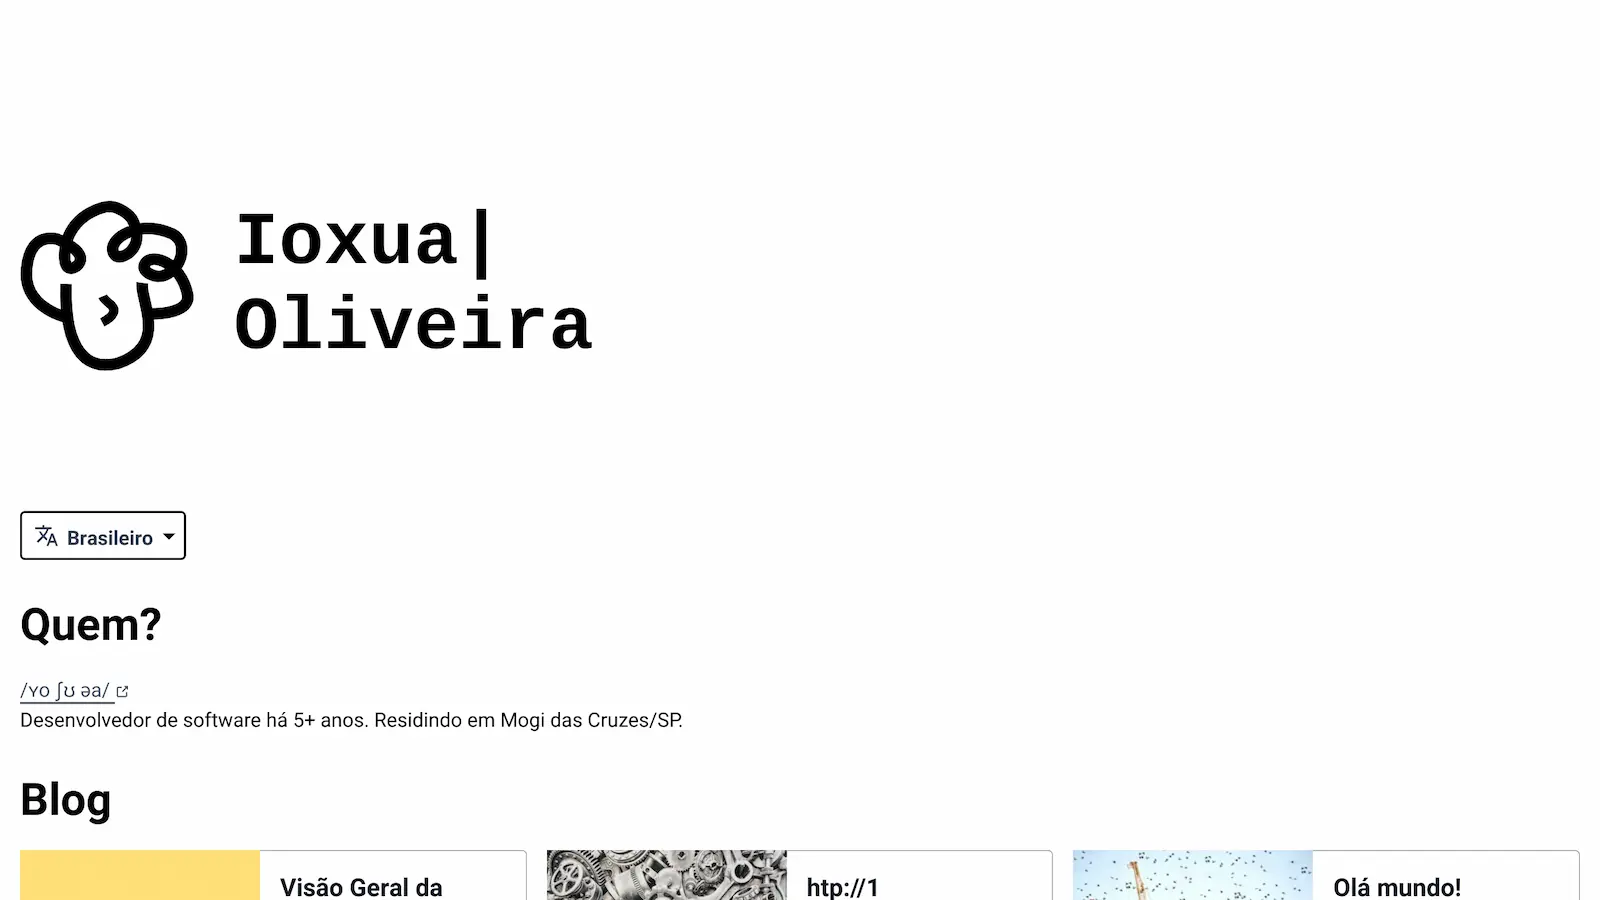 Ioxua|
Oliveira
Brasileiro
Quem?
/ʏo ʃʊ əa/
Desenvolvedor de software há 5+ anos. Residindo em Mogi das Cruzes/SP.
Blog
Visão Geral da
htp://1
Olá mundo!